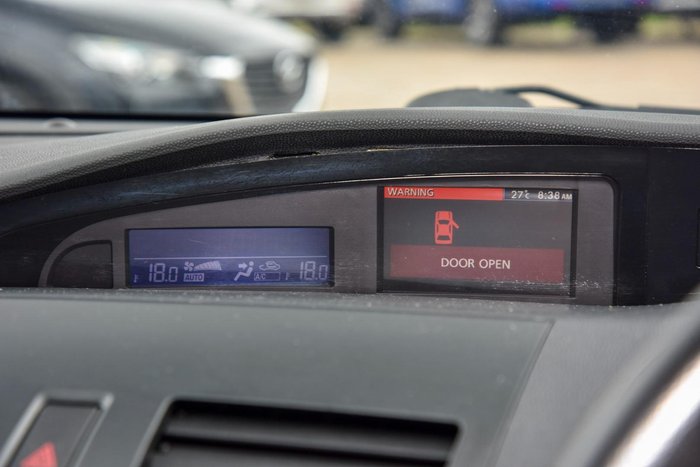 WARNING 27°C 8:38 AM
DOOR OPEN
18.0 AUTO A/C 18.0